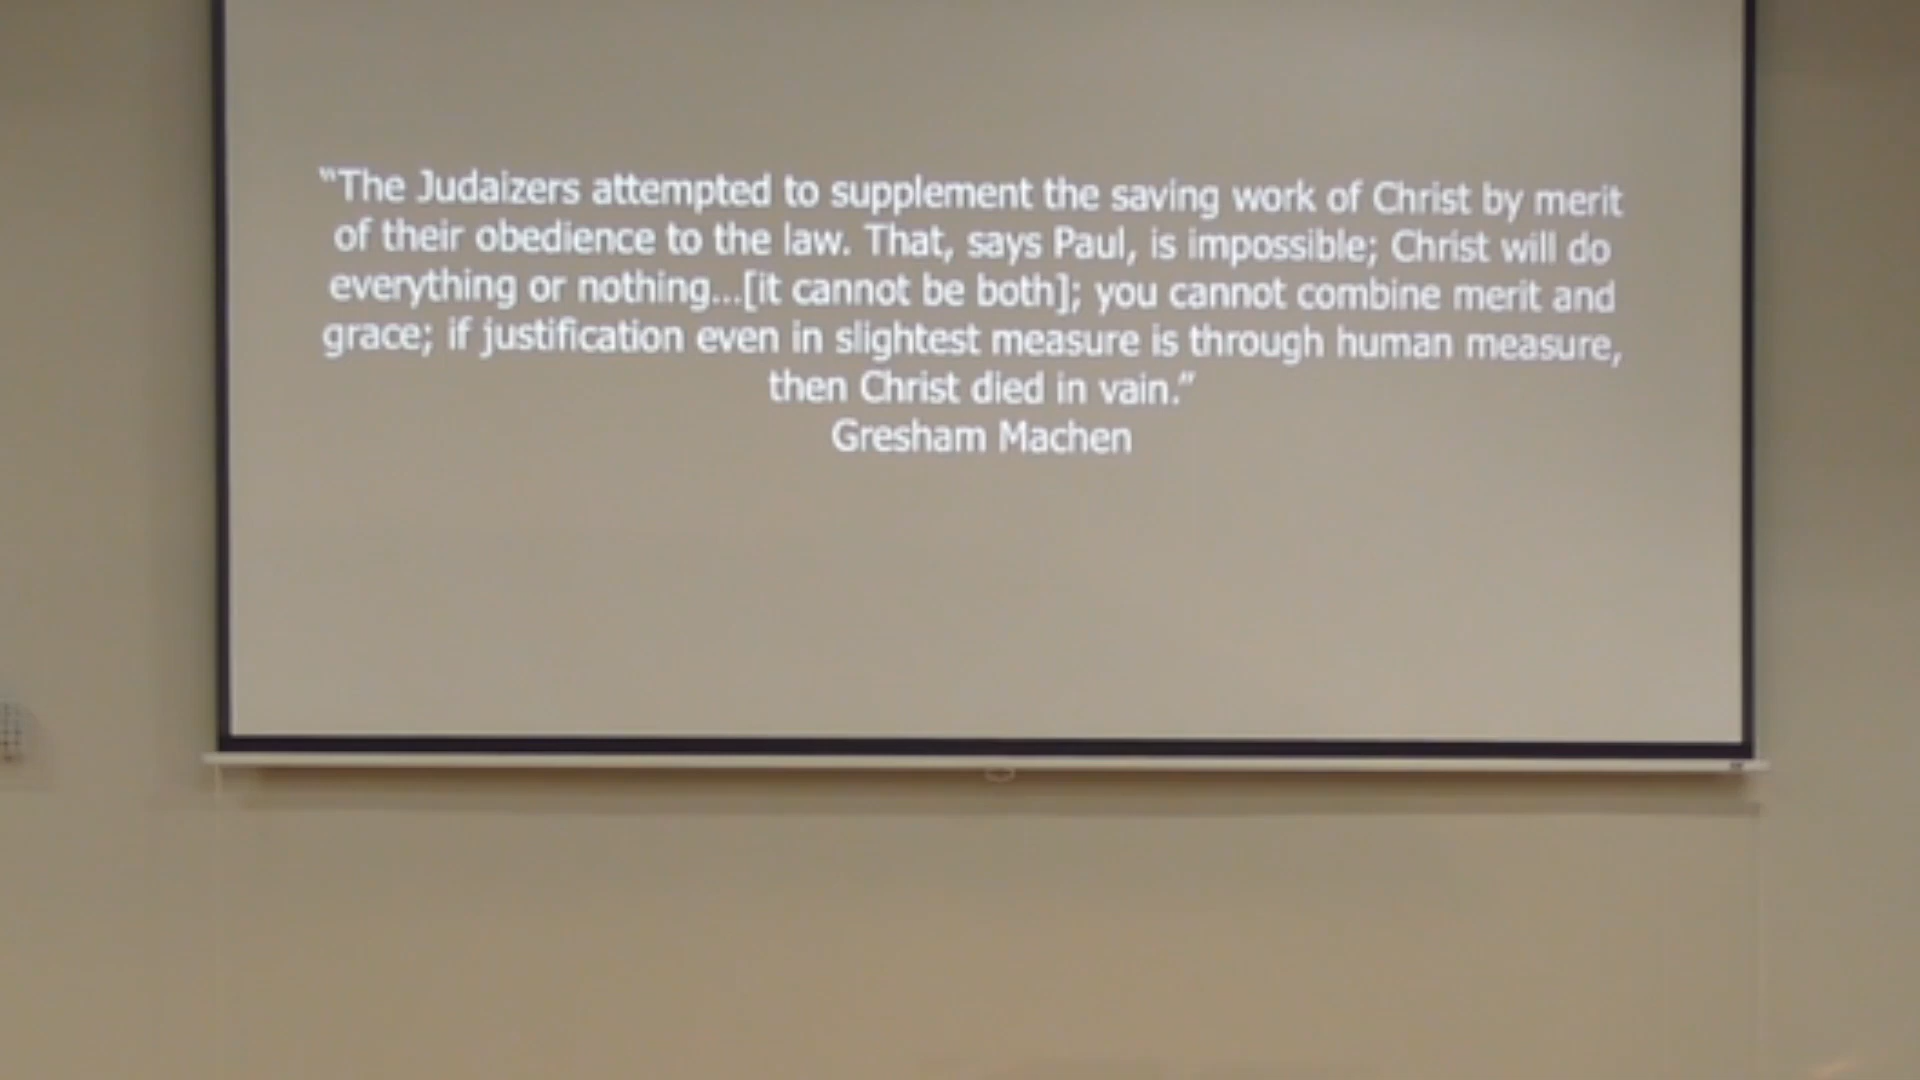 “The Judaizers attempted to supplement the saving work of Christ by merit
of their obedience to the law. That, says Paul, is impossible; Christ will do
everything or nothing...[it cannot be both]; you cannot combine merit and
grace; if justification even in slightest measure is through human measure,
then Christ died in vain.”
Gresham Machen